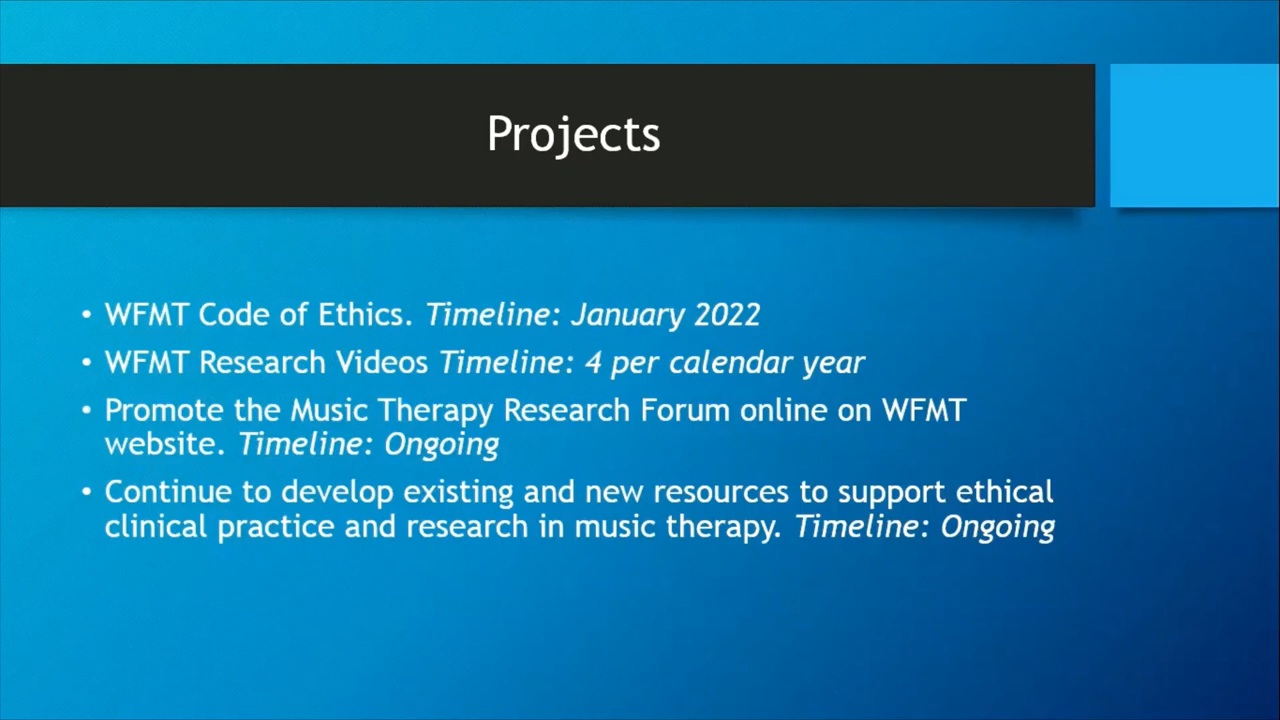 Projects
• WFMT Code of Ethics. Timeline: January 2022
• WFMT Research Videos Timeline: 4 per calendar year
• Promote the Music Therapy Research Forum online on WFMT
website. Timeline: Ongoing
• Continue to develop existing and new resources to support ethical
clinical practice and research in music therapy. Timeline: Ongoing